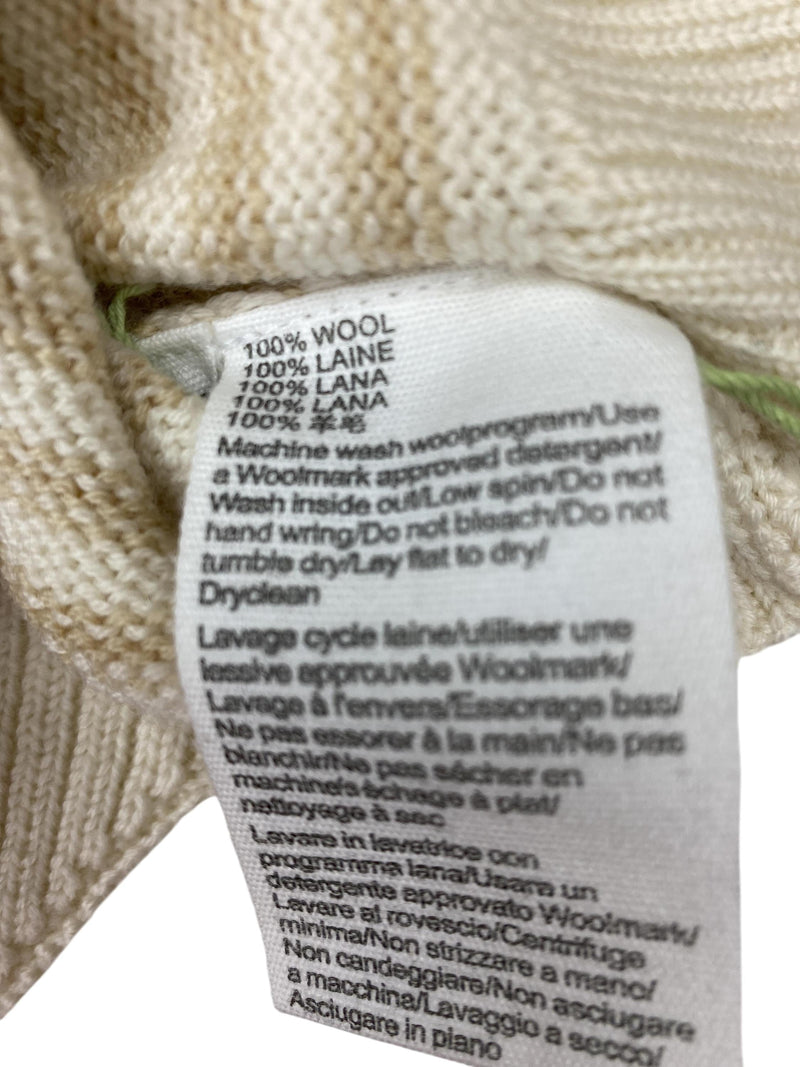 100% WOOL
100% LAINE
100% LANA
100% LANA
100% 羊毛
Machine wash woolprogram/Use
a Woolmark approved detergent/
Wash inside out/Low spin/Do not
hand wring/Do not bleach/Do not
tumble dry/Lay flat to dry/
Dryclean
Lavage cycle laine/utiliser une
lessive approuvée Woolmark/
Lavage à l'envers/Essorage bas/
Ne pas essorer à la main/Ne pas
blanchir/Ne pas sécher en
machine/séchage à plat/
nettoyage à sec
Lavare in lavatrice con
programma lana/Usare un
detergente approvato Woolmark/
Lavare al rovescio/Centrifuge
minima/Non strizzare a mano/
Non candeggiare/Non asciugare
a macchina/Lavaggio a secco/
Asciugare in piano